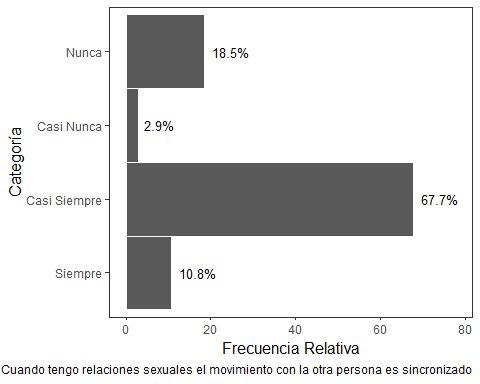 Nunca
18.5%
Casi Nunca
2.9%
Casi Siempre
67.7%
Siempre
10.8%
Categoría
0 20 40 60 80
Frecuencia Relativa
Cuando tengo relaciones sexuales el movimiento con la otra persona es sincronizado